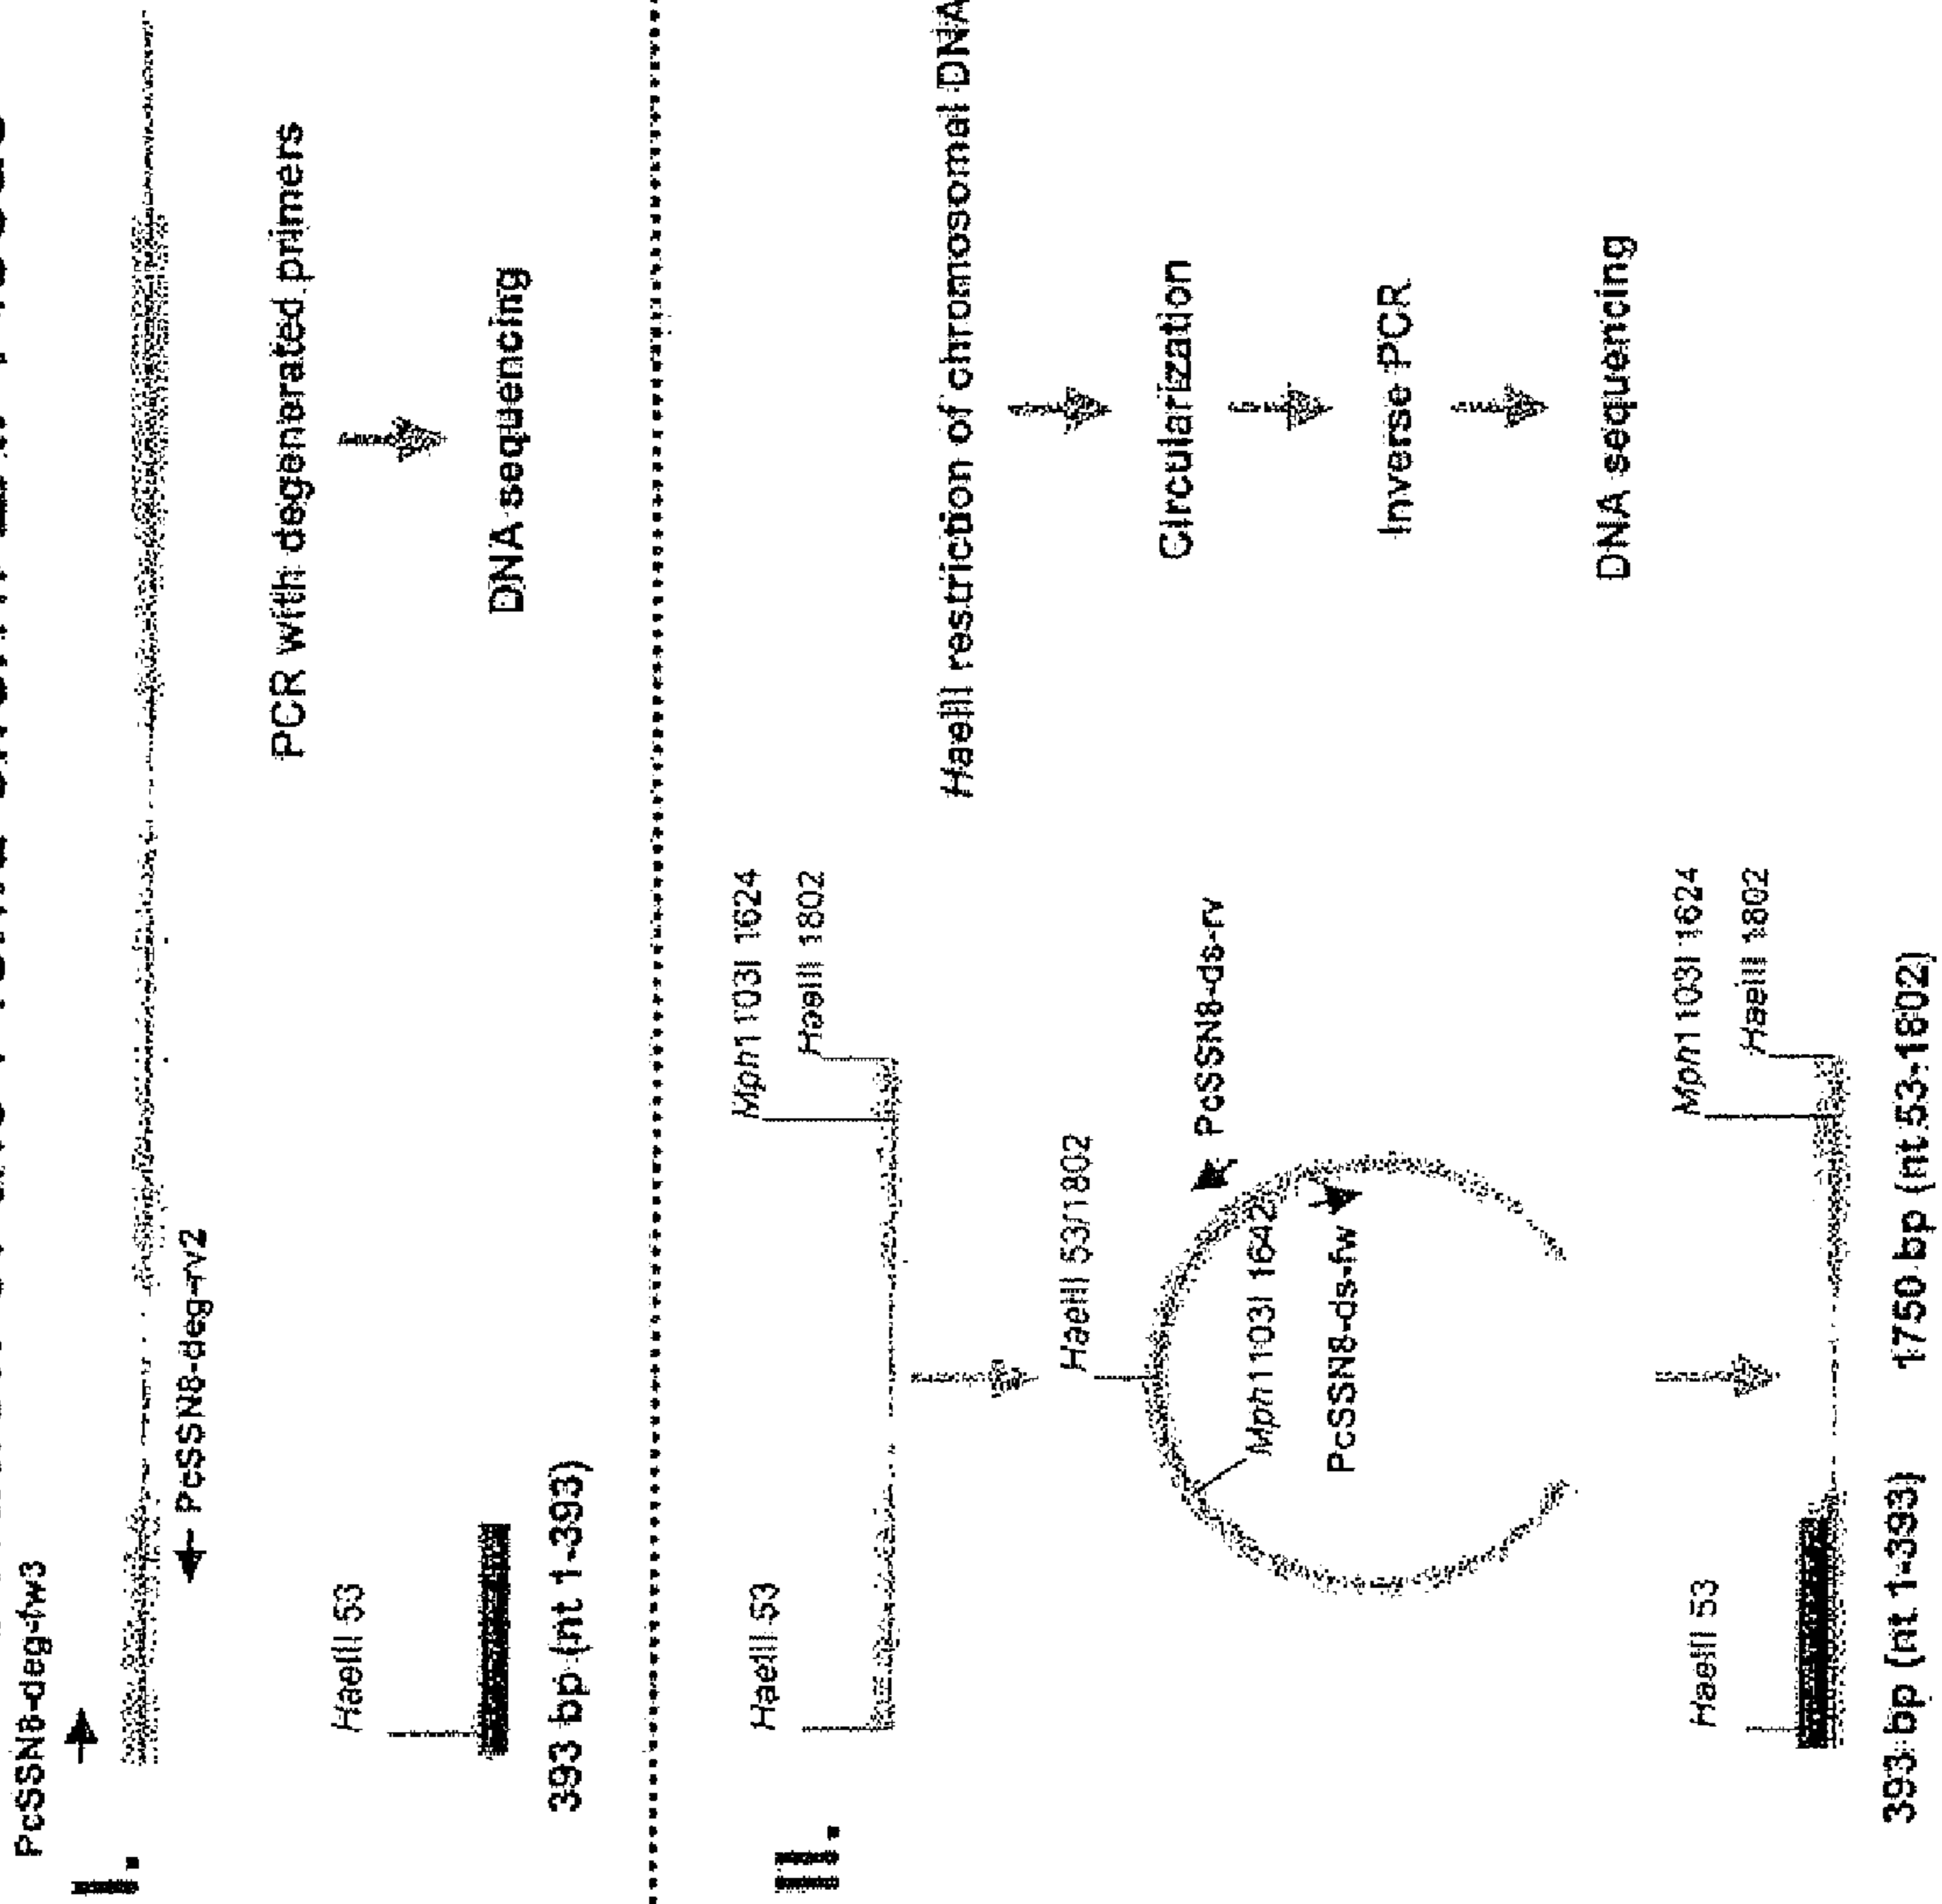 PcSSN8-deg-fw3
I.
PcSSN8-deg-rv2
PCR with degenerated primers
HaeIII 53
DNA sequencing
393 bp (nt 1-393)
II.
Mph1103I 1624
HaeIII 53
HaeIII 1802
HaeIII restriction of chromosomal DNA
HaeIII 53/1802
Circularization
PcSSN8-ds-rv
Mph1103I 1642
PcSSN8-ds-fw
Inverse PCR
DNA sequencing
Mph1103I 1624
HaeIII 53
HaeIII 1802
393 bp (nt 1-393)
1750 bp (nt 53-1802)